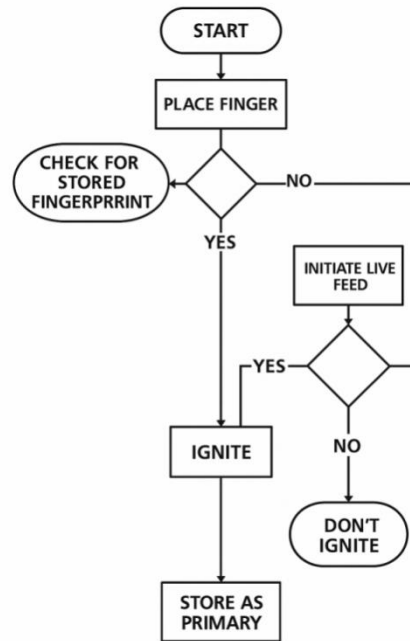 START
PLACE FINGER
CHECK FOR
STORED
FINGERPRRINT
NO
YES
INITIATE LIVE
FEED
YES
NO
IGNITE
DON'T
IGNITE
STORE AS
PRIMARY